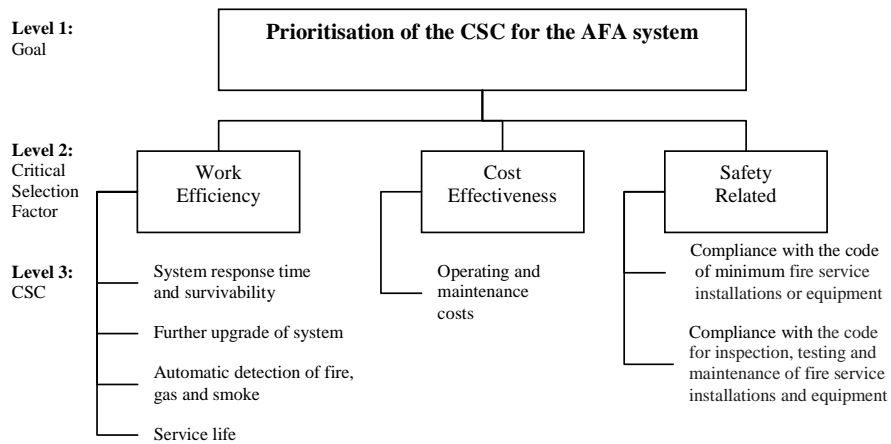 Level 1:
Goal
Prioritisation of the CSC for the AFA system
Level 2:
Critical
Selection
Factor
Work
Efficiency
Cost
Effectiveness
Safety
Related
Level 3:
CSC
System response time
and survivability
Further upgrade of system
Automatic detection of fire,
gas and smoke
Service life
Operating and
maintenance
costs
Compliance with the code
of minimum fire service
installations or equipment
Compliance with the code
for inspection, testing and
maintenance of fire service
installations and equipment